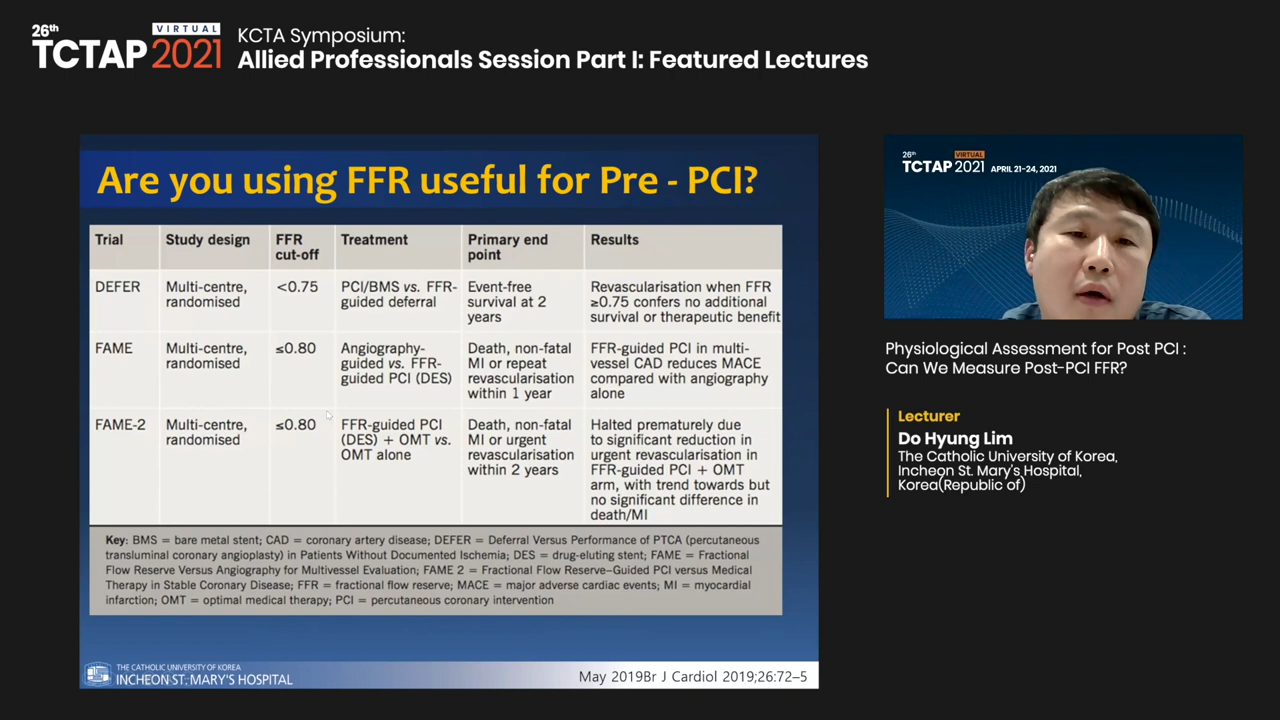 26th
VIRTUAL
TCTAP 2021
KCTA Symposium:
Allied Professionals Session Part I: Featured Lectures
Are you using FFR useful for Pre - PCI?
Trial
Study design
FFR
cut-off
Treatment
Primary end
point
Results
DEFER
Multi-centre,
randomised
<0.75
PCI/BMS vs. FFR-
guided deferral
Event-free
survival at 2
years
Revascularisation when FFR
≥0.75 confers no additional
survival or therapeutic benefit
FAME
Multi-centre,
randomised
≤0.80
Angiography-
guided vs. FFR-
guided PCI (DES)
Death, non-fatal
MI or repeat
revascularisation
within 1 year
FFR-guided PCI in multi-
vessel CAD reduces MACE
compared with angiography
alone
FAME-2
Multi-centre,
randomised
≤0.80
FFR-guided PCI
(DES) + OMT vs.
OMT alone
Death, non-fatal
MI or urgent
revascularisation
within 2 years
Halted prematurely due
to significant reduction in
urgent revascularisation in
FFR-guided PCI + OMT
arm, with trend towards but
no significant difference in
death/MI
Key: BMS = bare metal stent; CAD = coronary artery disease; DEFER = Deferral Versus Performance of PTCA (percutaneous
transluminal coronary angioplasty) in Patients Without Documented Ischemia; DES = drug-eluting stent; FAME = Fractional
Flow Reserve Versus Angiography for Multivessel Evaluation; FAME 2 = Fractional Flow Reserve–Guided PCI versus Medical
Therapy in Stable Coronary Disease; FFR = fractional flow reserve; MACE = major adverse cardiac events; MI = myocardial
infarction; OMT = optimal medical therapy; PCI = percutaneous coronary intervention
THE CATHOLIC UNIVERSITY OF KOREA
INCHEON ST. MARY'S HOSPITAL
May 2019Br J Cardiol 2019;26:72–5
26th
VIRTUAL
TCTAP 2021 APRIL 21-24, 2021
Physiological Assessment for Post PCI :
Can We Measure Post-PCI FFR?
Lecturer
Do Hyung Lim
The Catholic University of Korea,
Incheon St. Mary's Hospital,
Korea(Republic of)